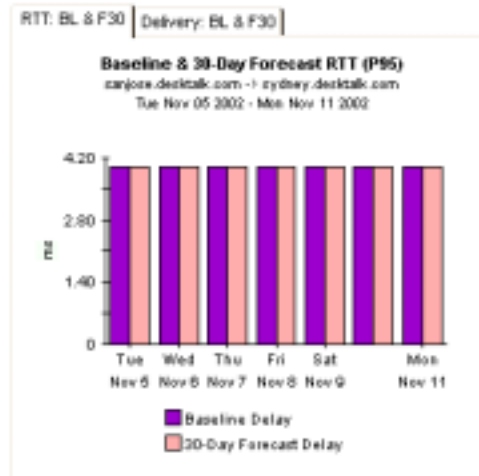 RTT: BL & F30
Delivery: BL & F30
Baseline & 30-Day Forecast RTT (P95)
sanjose.desktalk.com -> sydney.desktalk.com
Tue Nov 05 2002 - Mon Nov 11 2002
4.20
2.80
ms
1.40
0
Tue Wed Thu Fri Sat Mon
Nov 5 Nov 6 Nov 7 Nov 8 Nov 9 Nov 11
Baseline Delay
30-Day Forecast Delay